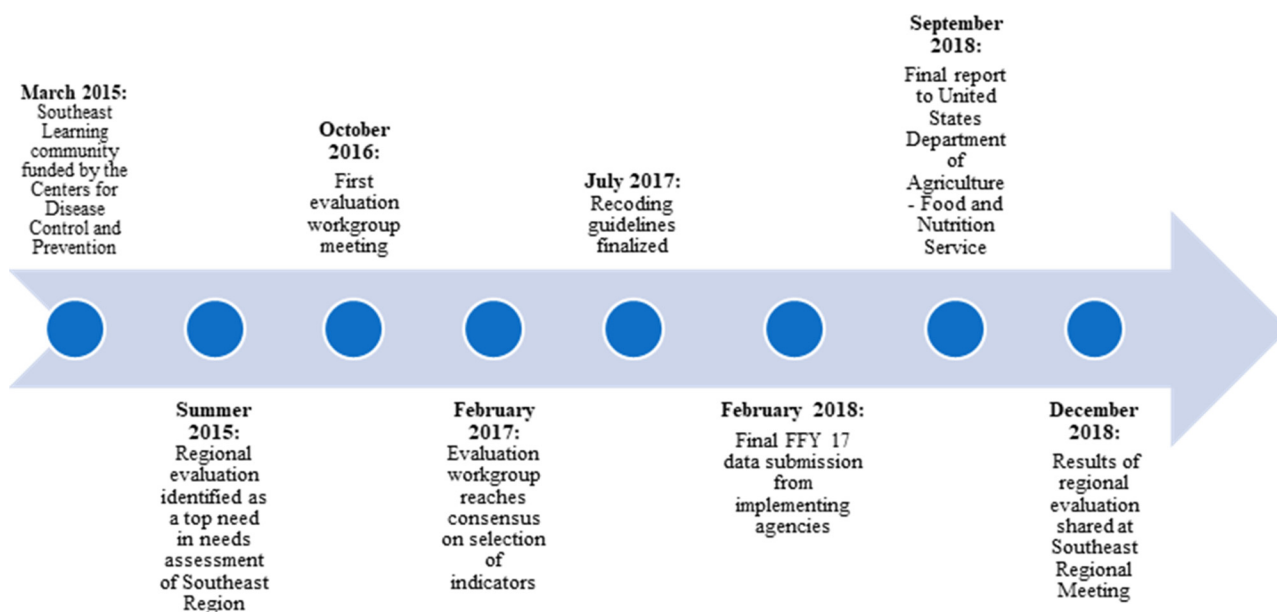 March 2015:
Southeast
Learning
community
funded by the
Centers for
Disease
Control and
Prevention
Summer
2015:
Regional
evaluation
identified as
a top need
in needs
assessment
of Southeast
Region
October
2016:
First
evaluation
workgroup
meeting
February
2017:
Evaluation
workgroup
reaches
consensus
on selection
of
indicators
July 2017:
Recoding
guidelines
finalized
February 2018:
Final FFY 17
data submission
from
implementing
agencies
September
2018:
Final report
to United
States
Department
of
Agriculture
- Food and
Nutrition
Service
December
2018:
Results of
regional
evaluation
shared at
Southeast
Regional
Meeting